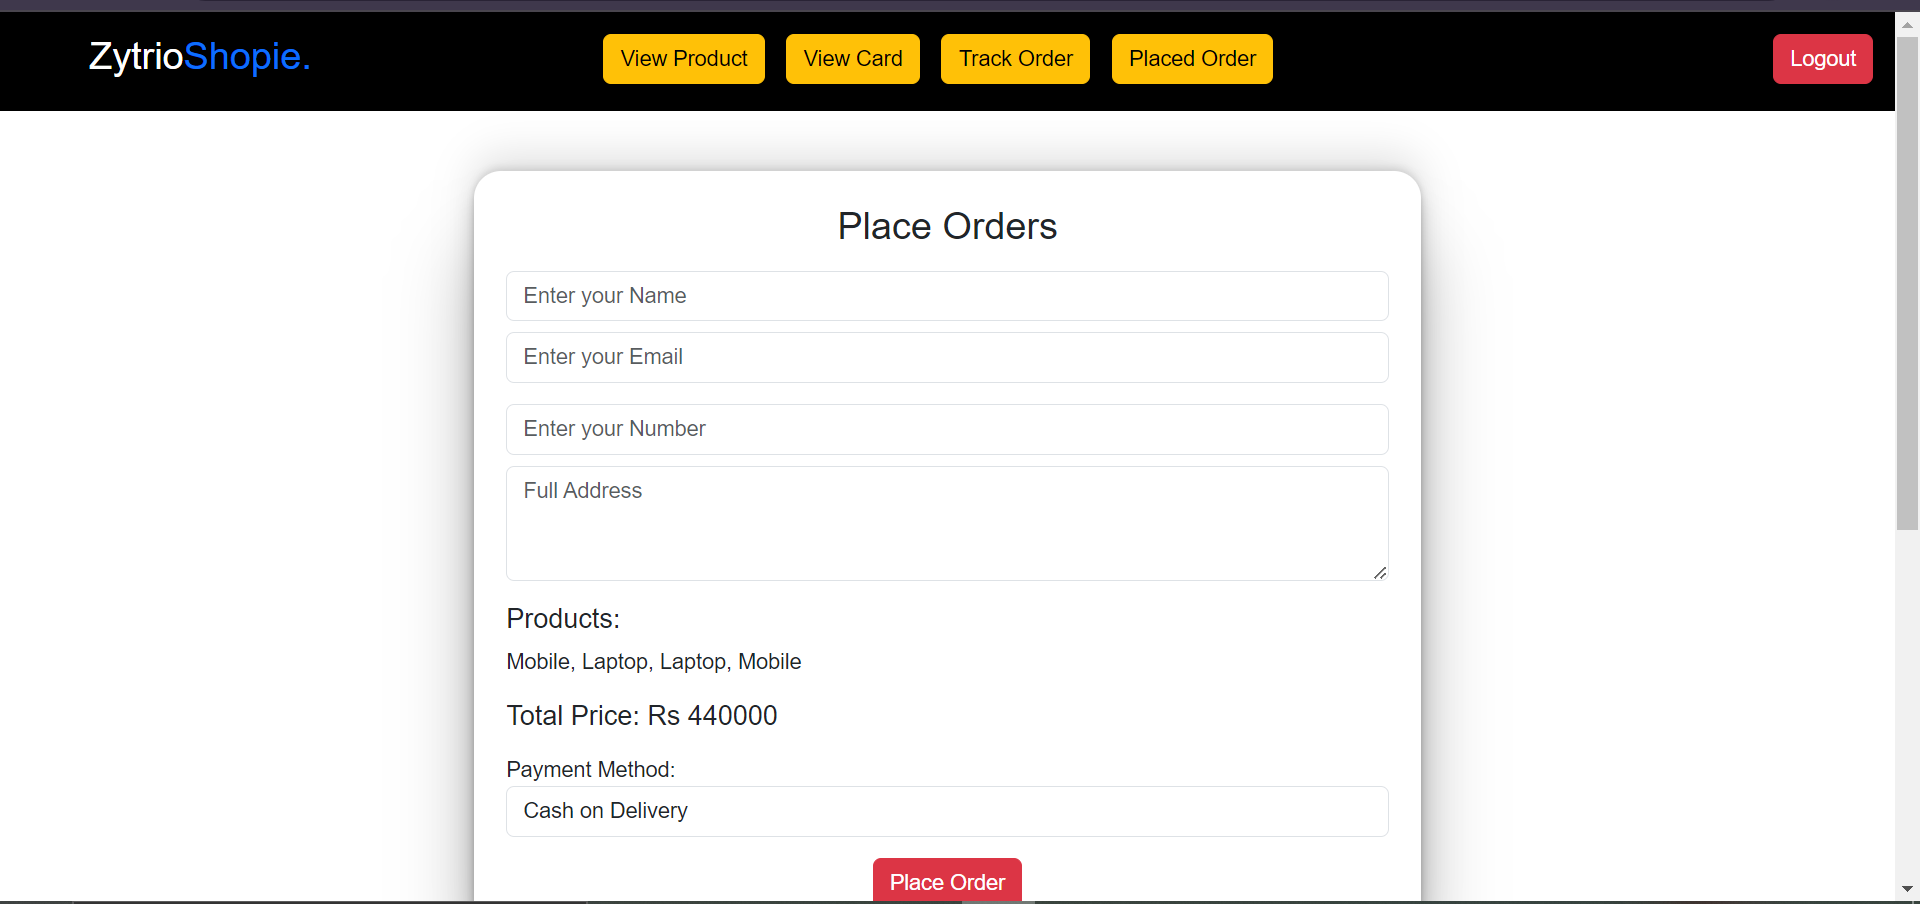 ZytrioShopie.
View Product
View Card
Track Order
Placed Order
Logout
Place Orders
Enter your Name
Enter your Email
Enter your Number
Full Address
Products:
Mobile, Laptop, Laptop, Mobile
Total Price: Rs 440000
Payment Method:
Cash on Delivery
Place Order